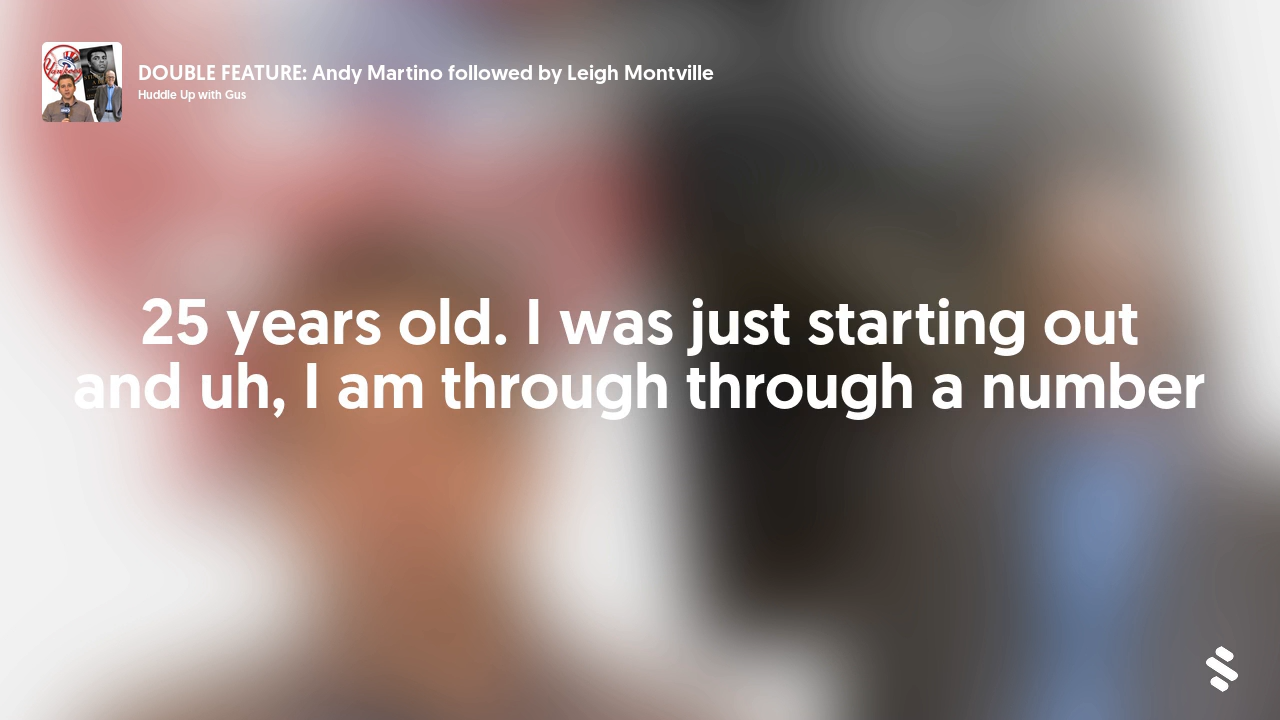 DOUBLE FEATURE: Andy Martino followed by Leigh Montville
Huddle Up with Gus
25 years old. I was just starting out
and uh, I am through through a number